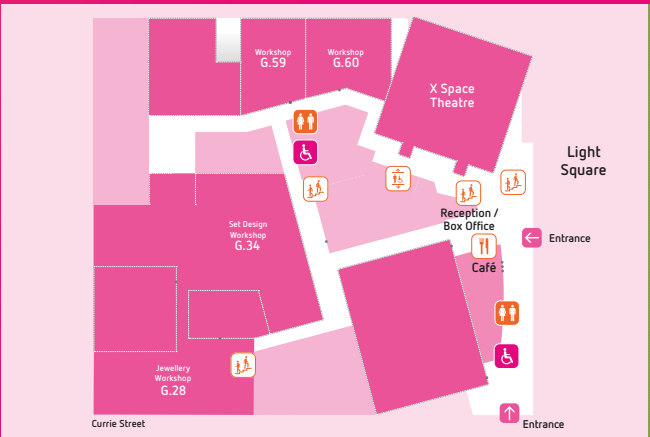 Workshop
G.59
Workshop
G.60
X Space
Theatre
Light
Square
Reception /
Box Office
Set Design
Workshop
G.34
Entrance
Café
Jewellery
Workshop
G.28
Currie Street
Entrance